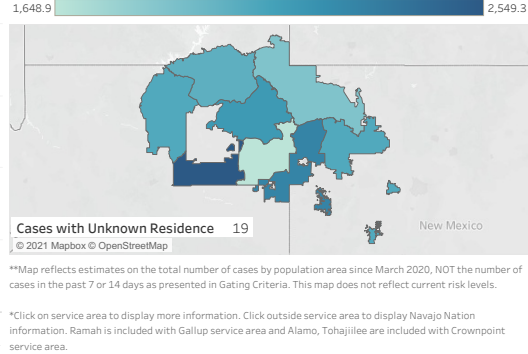 1,648.9 2,549.3
New Mexico
Cases with Unknown Residence 19
© 2021 Mapbox © OpenStreetMap
**Map reflects estimates on the total number of cases by population area since March 2020, NOT the number of
cases in the past 7 or 14 days as presented in Gating Criteria. This map does not reflect current risk levels.
*Click on service area to display more information. Click outside service area to display Navajo Nation
information. Ramah is included with Gallup service area and Alamo, Tohajiilee are included with Crownpoint
service area.